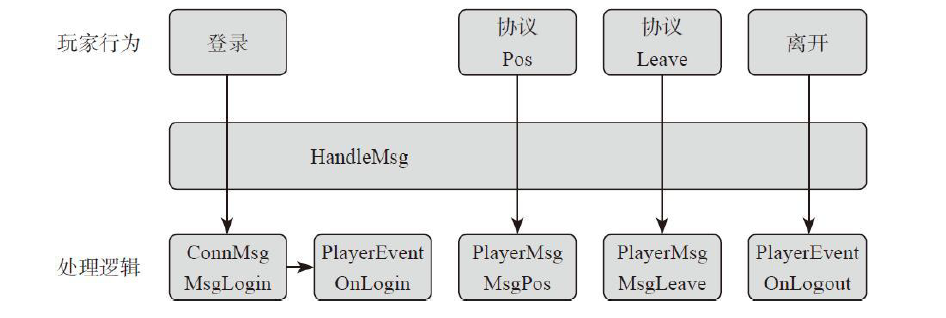 玩家行为
登录
协议
Pos
协议
Leave
离开
HandleMsg
处理逻辑
ConnMsg
MsgLogin
PlayerEvent
OnLogin
PlayerMsg
MsgPos
PlayerMsg
MsgLeave
PlayerEvent
OnLogout